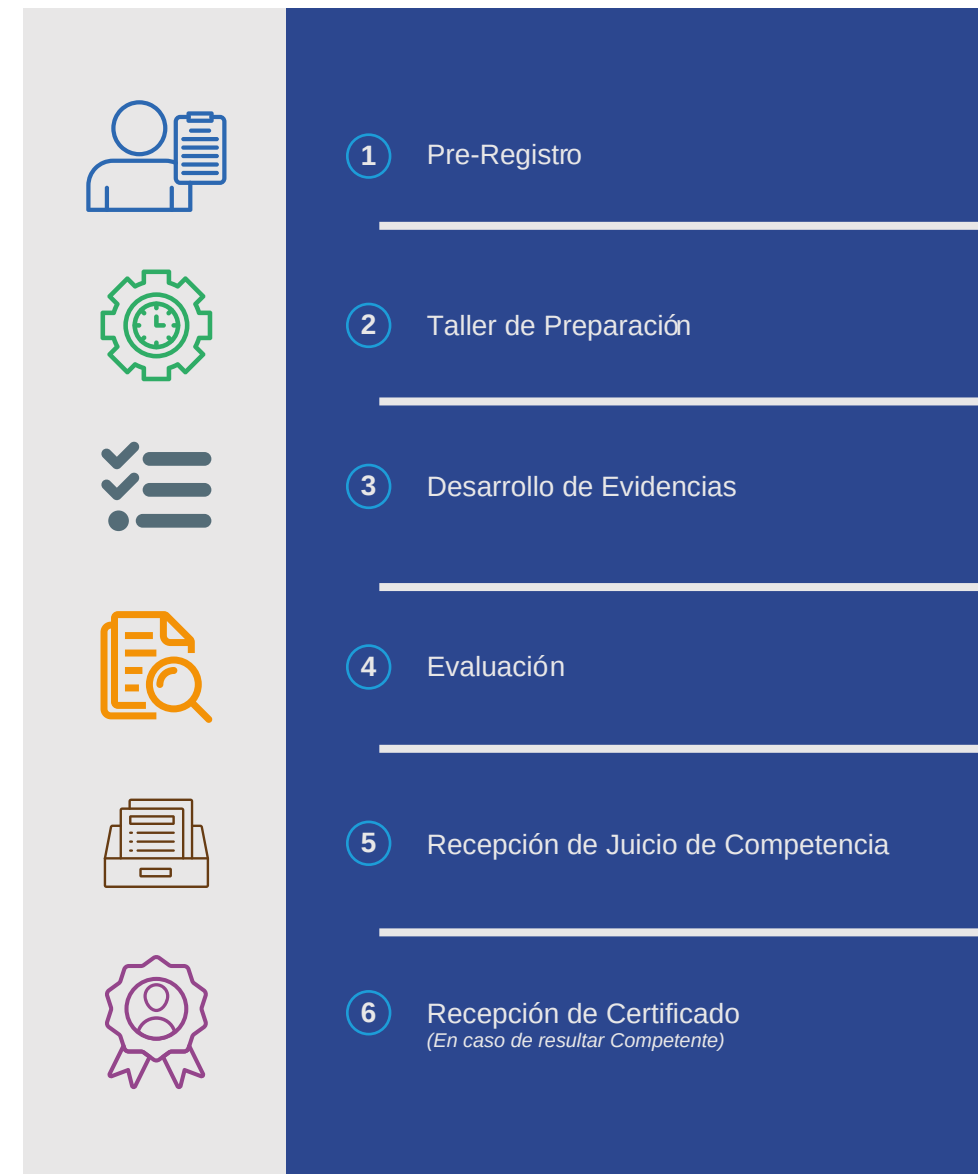 1 Pre-Registro
2 Taller de Preparación
3 Desarrollo de Evidencias
4 Evaluación
5 Recepción de Juicio de Competencia
6 Recepción de Certificado
(En caso de resultar Competente)